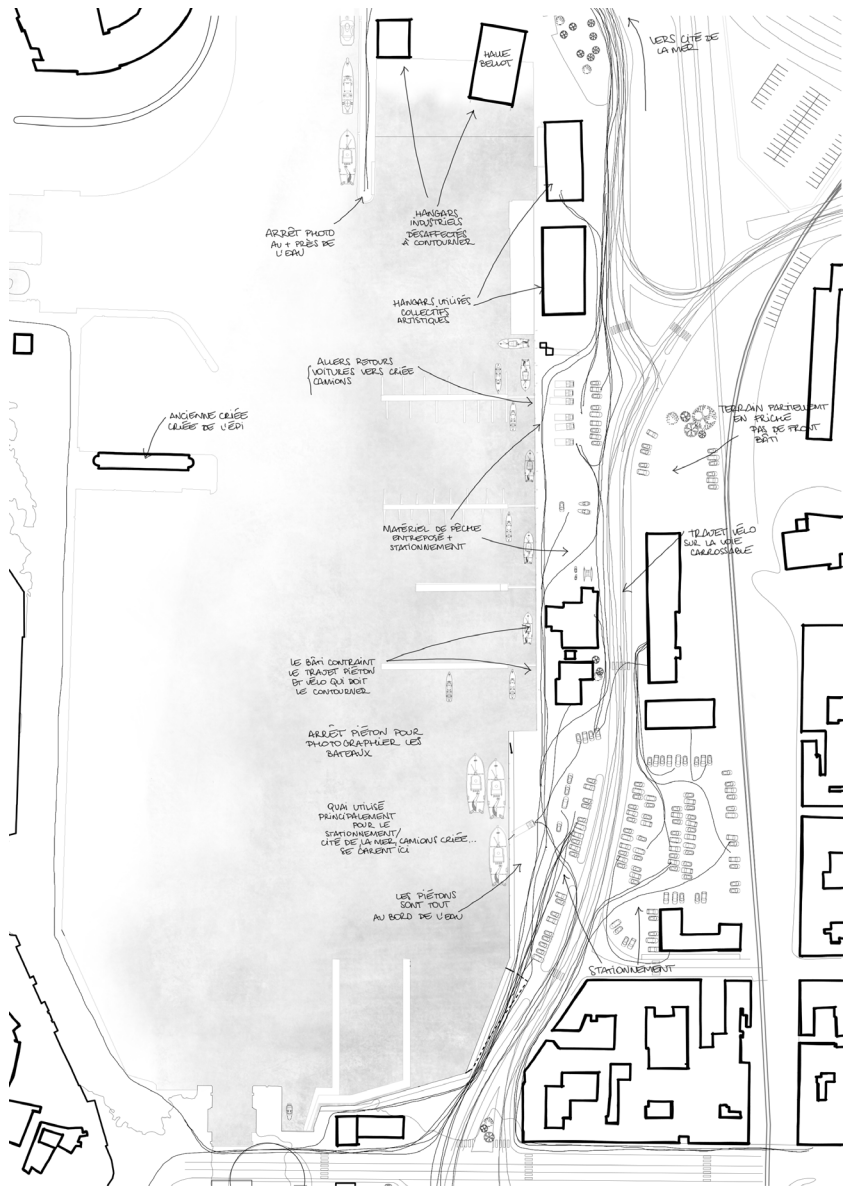 HALLE
BELLOT
VERS CITÉ DE
LA MER
ARRÊT PHOTO
AU + PRÈS DE
L'EAU
HANGARS
INDUSTRIELS
DÉSAFFECTÉS
À CONTOURNER
HANGARS UTILISÉS
COLLECTIFS
ARTISTIQUES
ALLERS RETOURS
VOITURES VERS CRIÉE
CAMIONS
ANCIENNE CRIÉE
CRIÉE DE L'ÉPI
TERRAIN PARTIELLEMENT
EN FRICHE
PAS DE FRONT
BÂTI
MATÉRIEL DE PÊCHE
ENTREPOSÉ +
STATIONNEMENT
TRAJET VÉLO
SUR LA VOIE
CARROSSABLE
LE BÂTI CONTRAINT
LE TRAJET PIÉTON
ET VÉLO QUI DOIT
LE CONTOURNER
ARRÊT PIÉTON POUR
PHOTOGRAPHIER LES
BATEAUX
QUAI UTILISÉ
PRINCIPALEMENT
POUR LE
STATIONNEMENT/
CITÉ DE LA MER, CAMIONS CRIÉE...
SE GARENT ICI
LES PIÉTONS
SONT TOUT
AU BORD DE L'EAU
STATIONNEMENT